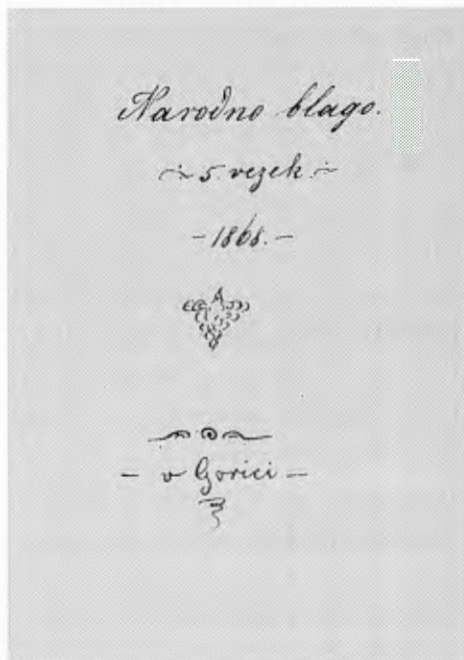 Narodno blago.
5. vezek.
- 1868. -
- v Gorici -